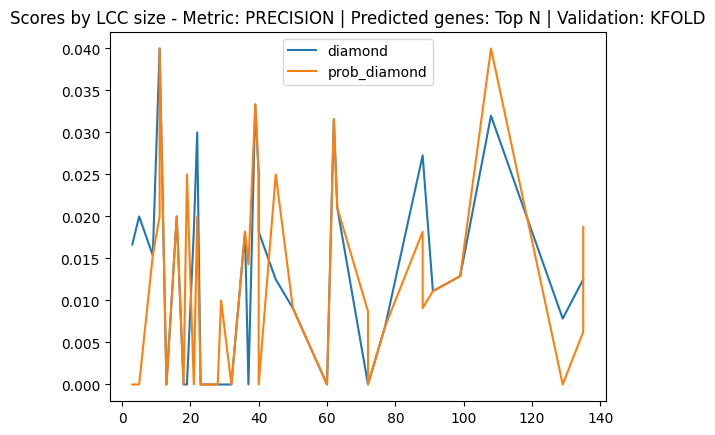 Scores by LCC size - Metric: PRECISION | Predicted genes: Top N | Validation: KFOLD
diamond
prob_diamond
0.040
0.035
0.030
0.025
0.020
0.015
0.010
0.005
0.000
0 20 40 60 80 100 120 140